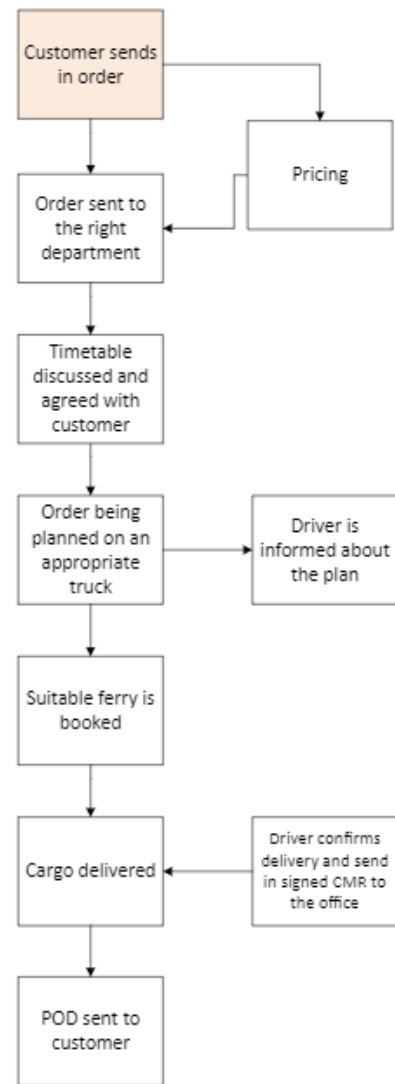 Customer sends
in order
Pricing
Order sent to
the right
department
Timetable
discussed and
agreed with
customer
Order being
planned on an
appropriate
truck
Driver is
informed about
the plan
Suitable ferry is
booked
Cargo delivered
Driver confirms
delivery and send
in signed CMR to
the office
POD sent to
customer